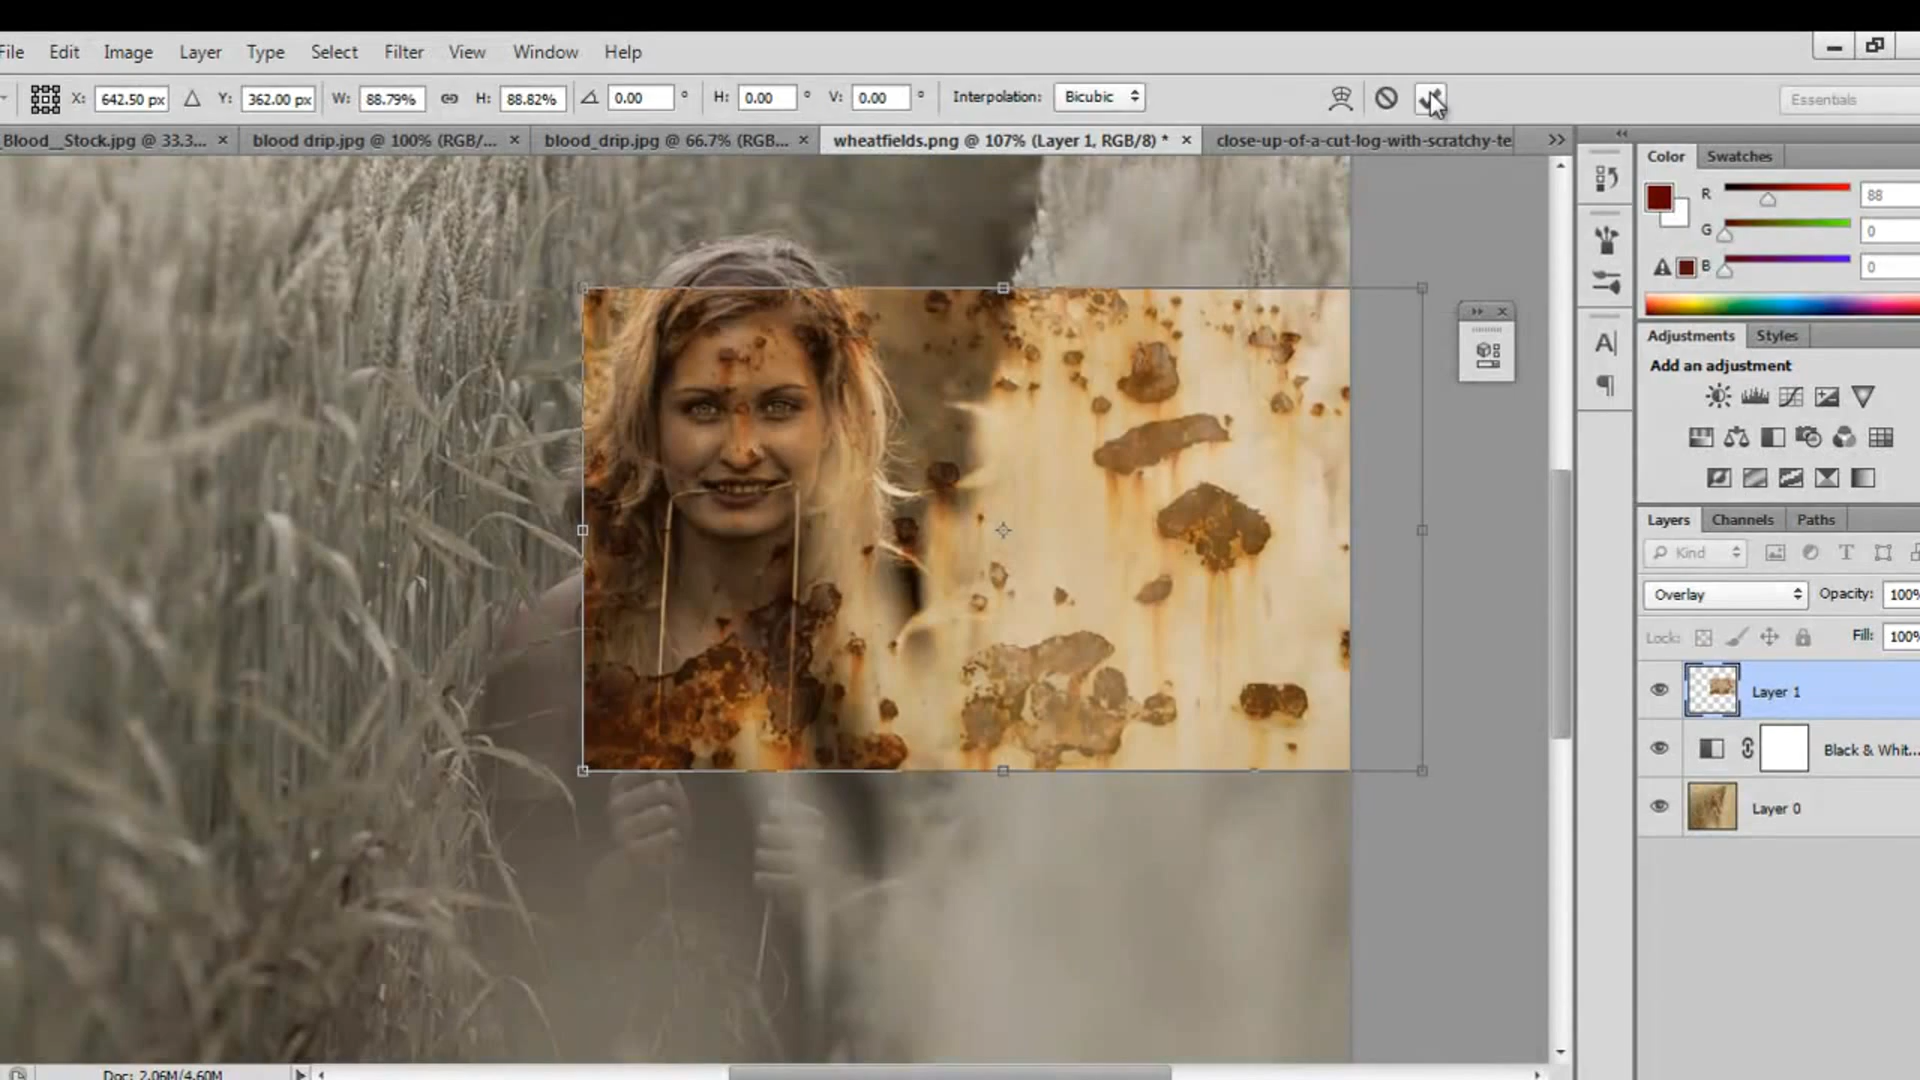 File Edit Image Layer Type Select Filter View Window Help
X: 642.50 px Y: 362.00 px W: 88.79% H: 88.82% 0.00 ° H: 0.00 ° V: 0.00 ° Interpolation: Bicubic Essentials
_Blood__Stock.jpg @ 33.3... × blood drip.jpg @ 100% (RGB/... × blood_drip.jpg @ 66.7% (RGB... × wheatfields.png @ 107% (Layer 1, RGB/8) * × close-up-of-a-cut-log-with-scratchy-te
Color Swatches
R 88
G 0
B 0
Adjustments Styles
Add an adjustment
Layers Channels Paths
Kind
Overlay Opacity: 100%
Lock: Fill: 100%
Layer 1
Black & Whit...
Layer 0
Doc: 2.06M/4.60M